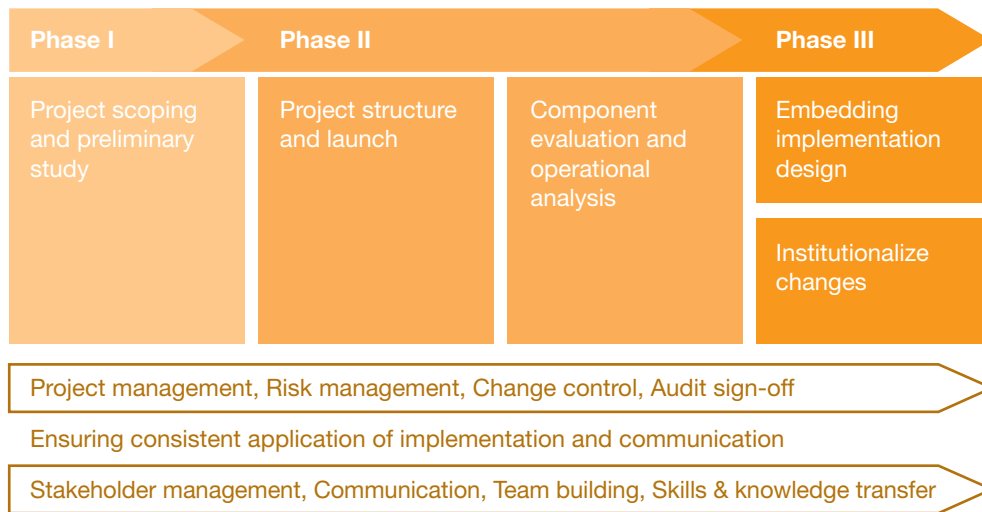 Phase I
Phase II
Phase III
Project scoping
and preliminary
study
Project structure
and launch
Component
evaluation and
operational
analysis
Embedding
implementation
design
Institutionalize
changes
Project management, Risk management, Change control, Audit sign-off
Ensuring consistent application of implementation and communication
Stakeholder management, Communication, Team building, Skills & knowledge transfer